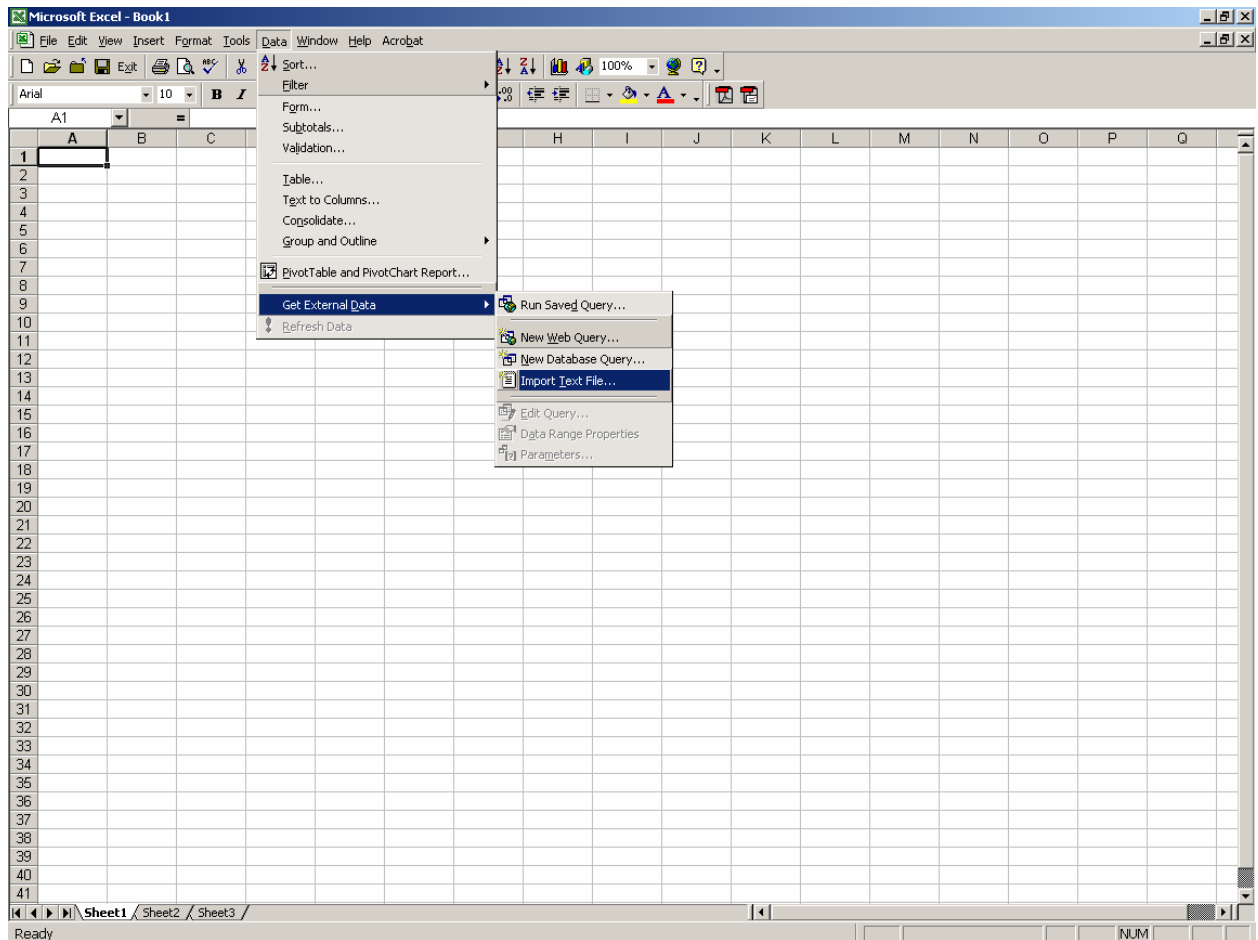 Microsoft Excel - Book1
File Edit View Insert Format Tools Data Window Help Acrobat
Exit ABC 100%
Arial 10 B I A
A1 =
A B C H I J K L M N O P Q
Sort...
Filter
Form...
Subtotals...
Validation...
Table...
Text to Columns...
Consolidate...
Group and Outline
PivotTable and PivotChart Report...
Get External Data
Refresh Data
Run Saved Query...
New Web Query...
New Database Query...
Import Text File...
Edit Query...
Data Range Properties
Parameters...
1
2
3
4
5
6
7
8
9
10
11
12
13
14
15
16
17
18
19
20
21
22
23
24
25
26
27
28
29
30
31
32
33
34
35
36
37
38
39
40
41
Sheet1 Sheet2 Sheet3
Ready NUM